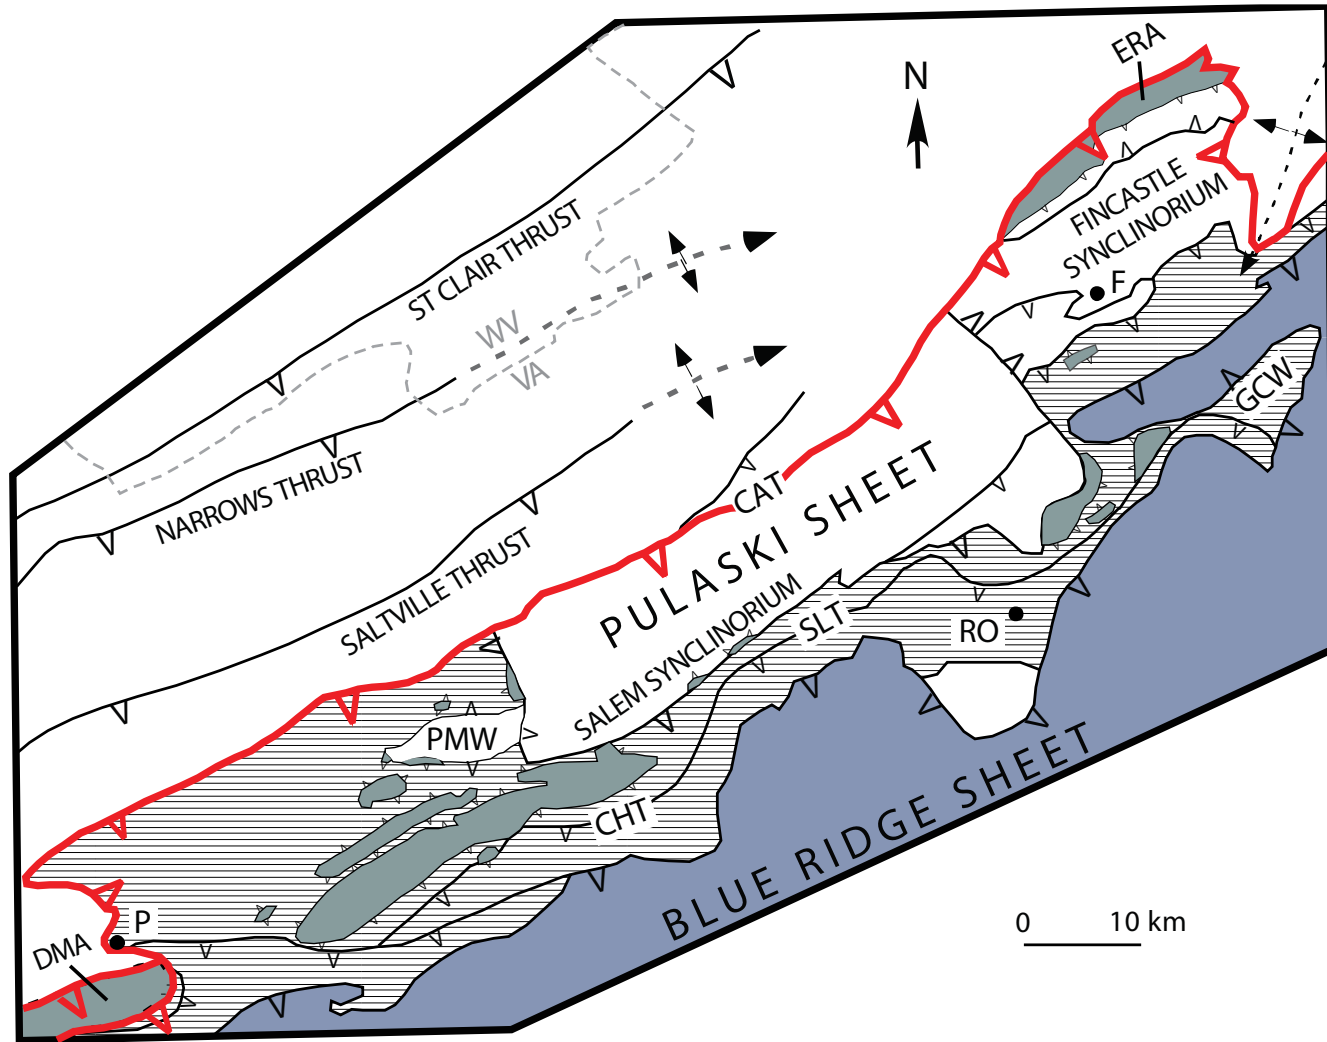 ERA
N
FINCASTLE
SYNCLINORIUM
ST CLAIR THRUST
F
WV
VA
GCW
NARROWS THRUST
CAT
PULASKI SHEET
SALTVILLE THRUST
SALEM SYNCLINORIUM
SLT
RO
PMW
CHT
BLUE RIDGE SHEET
P
DMA
0 10 km